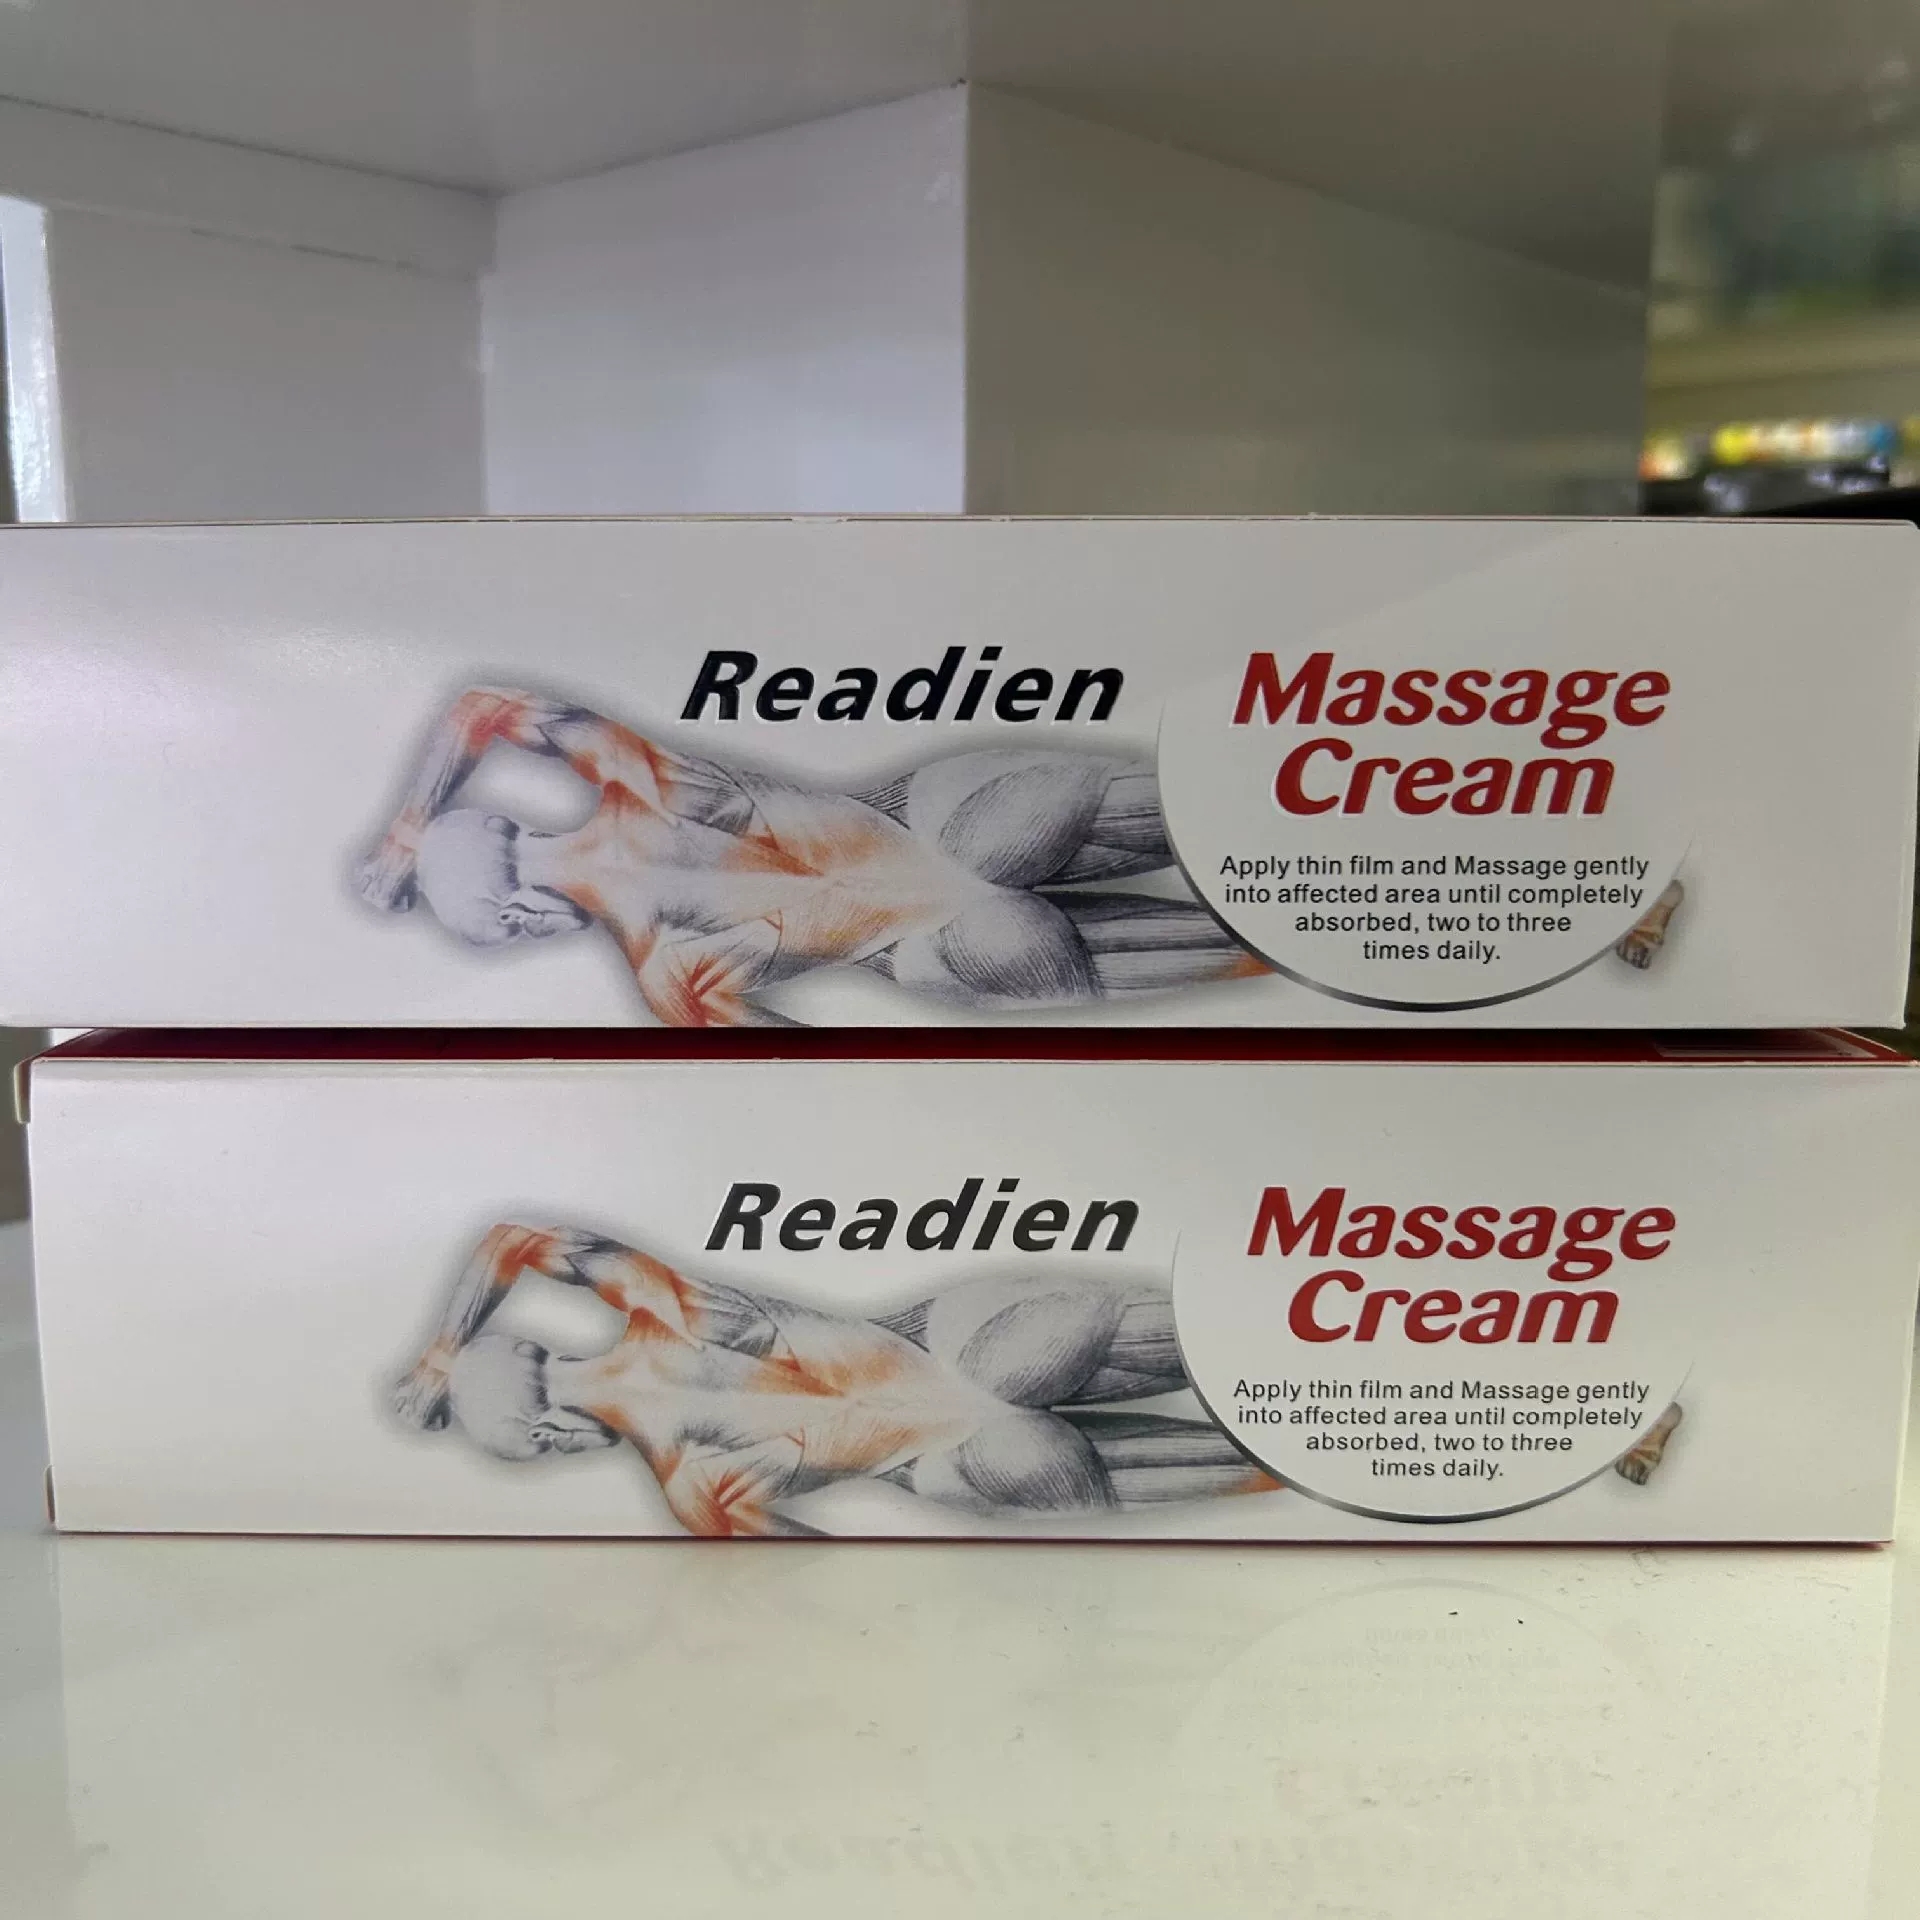 Readien
Massage
Cream
Apply thin film and Massage gently
into affected area until completely
absorbed, two to three
times daily.
Readien
Massage
Cream
Apply thin film and Massage gently
into affected area until completely
absorbed, two to three
times daily.